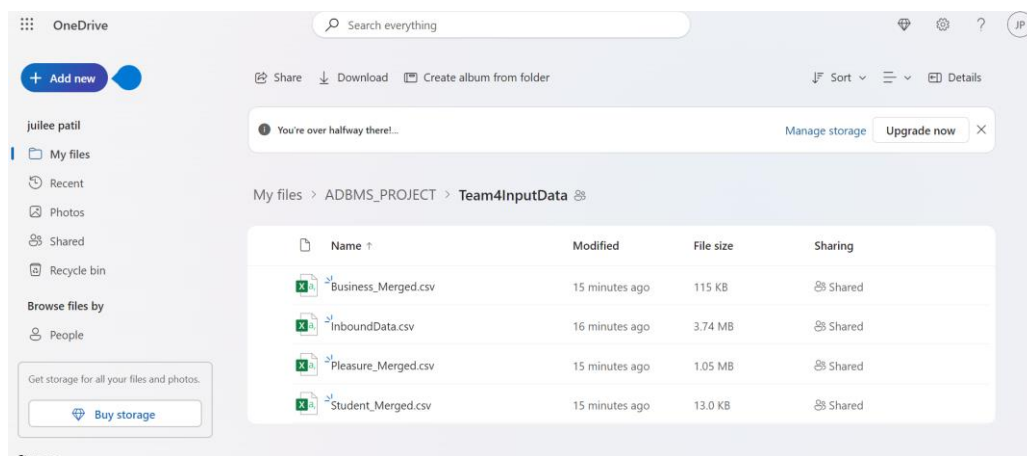 OneDrive
Search everything
?
JP
+ Add new
Share Download Create album from folder
Sort Details
juilee patil
You're over halfway there!...
Manage storage Upgrade now
My files
Recent
Photos
Shared
Recycle bin
Browse files by
People
Get storage for all your files and photos.
Buy storage
My files > ADBMS_PROJECT > Team4InputData
Name ↑ Modified File size Sharing
Business_Merged.csv 15 minutes ago 115 KB Shared
InboundData.csv 16 minutes ago 3.74 MB Shared
Pleasure_Merged.csv 15 minutes ago 1.05 MB Shared
Student_Merged.csv 15 minutes ago 13.0 KB Shared